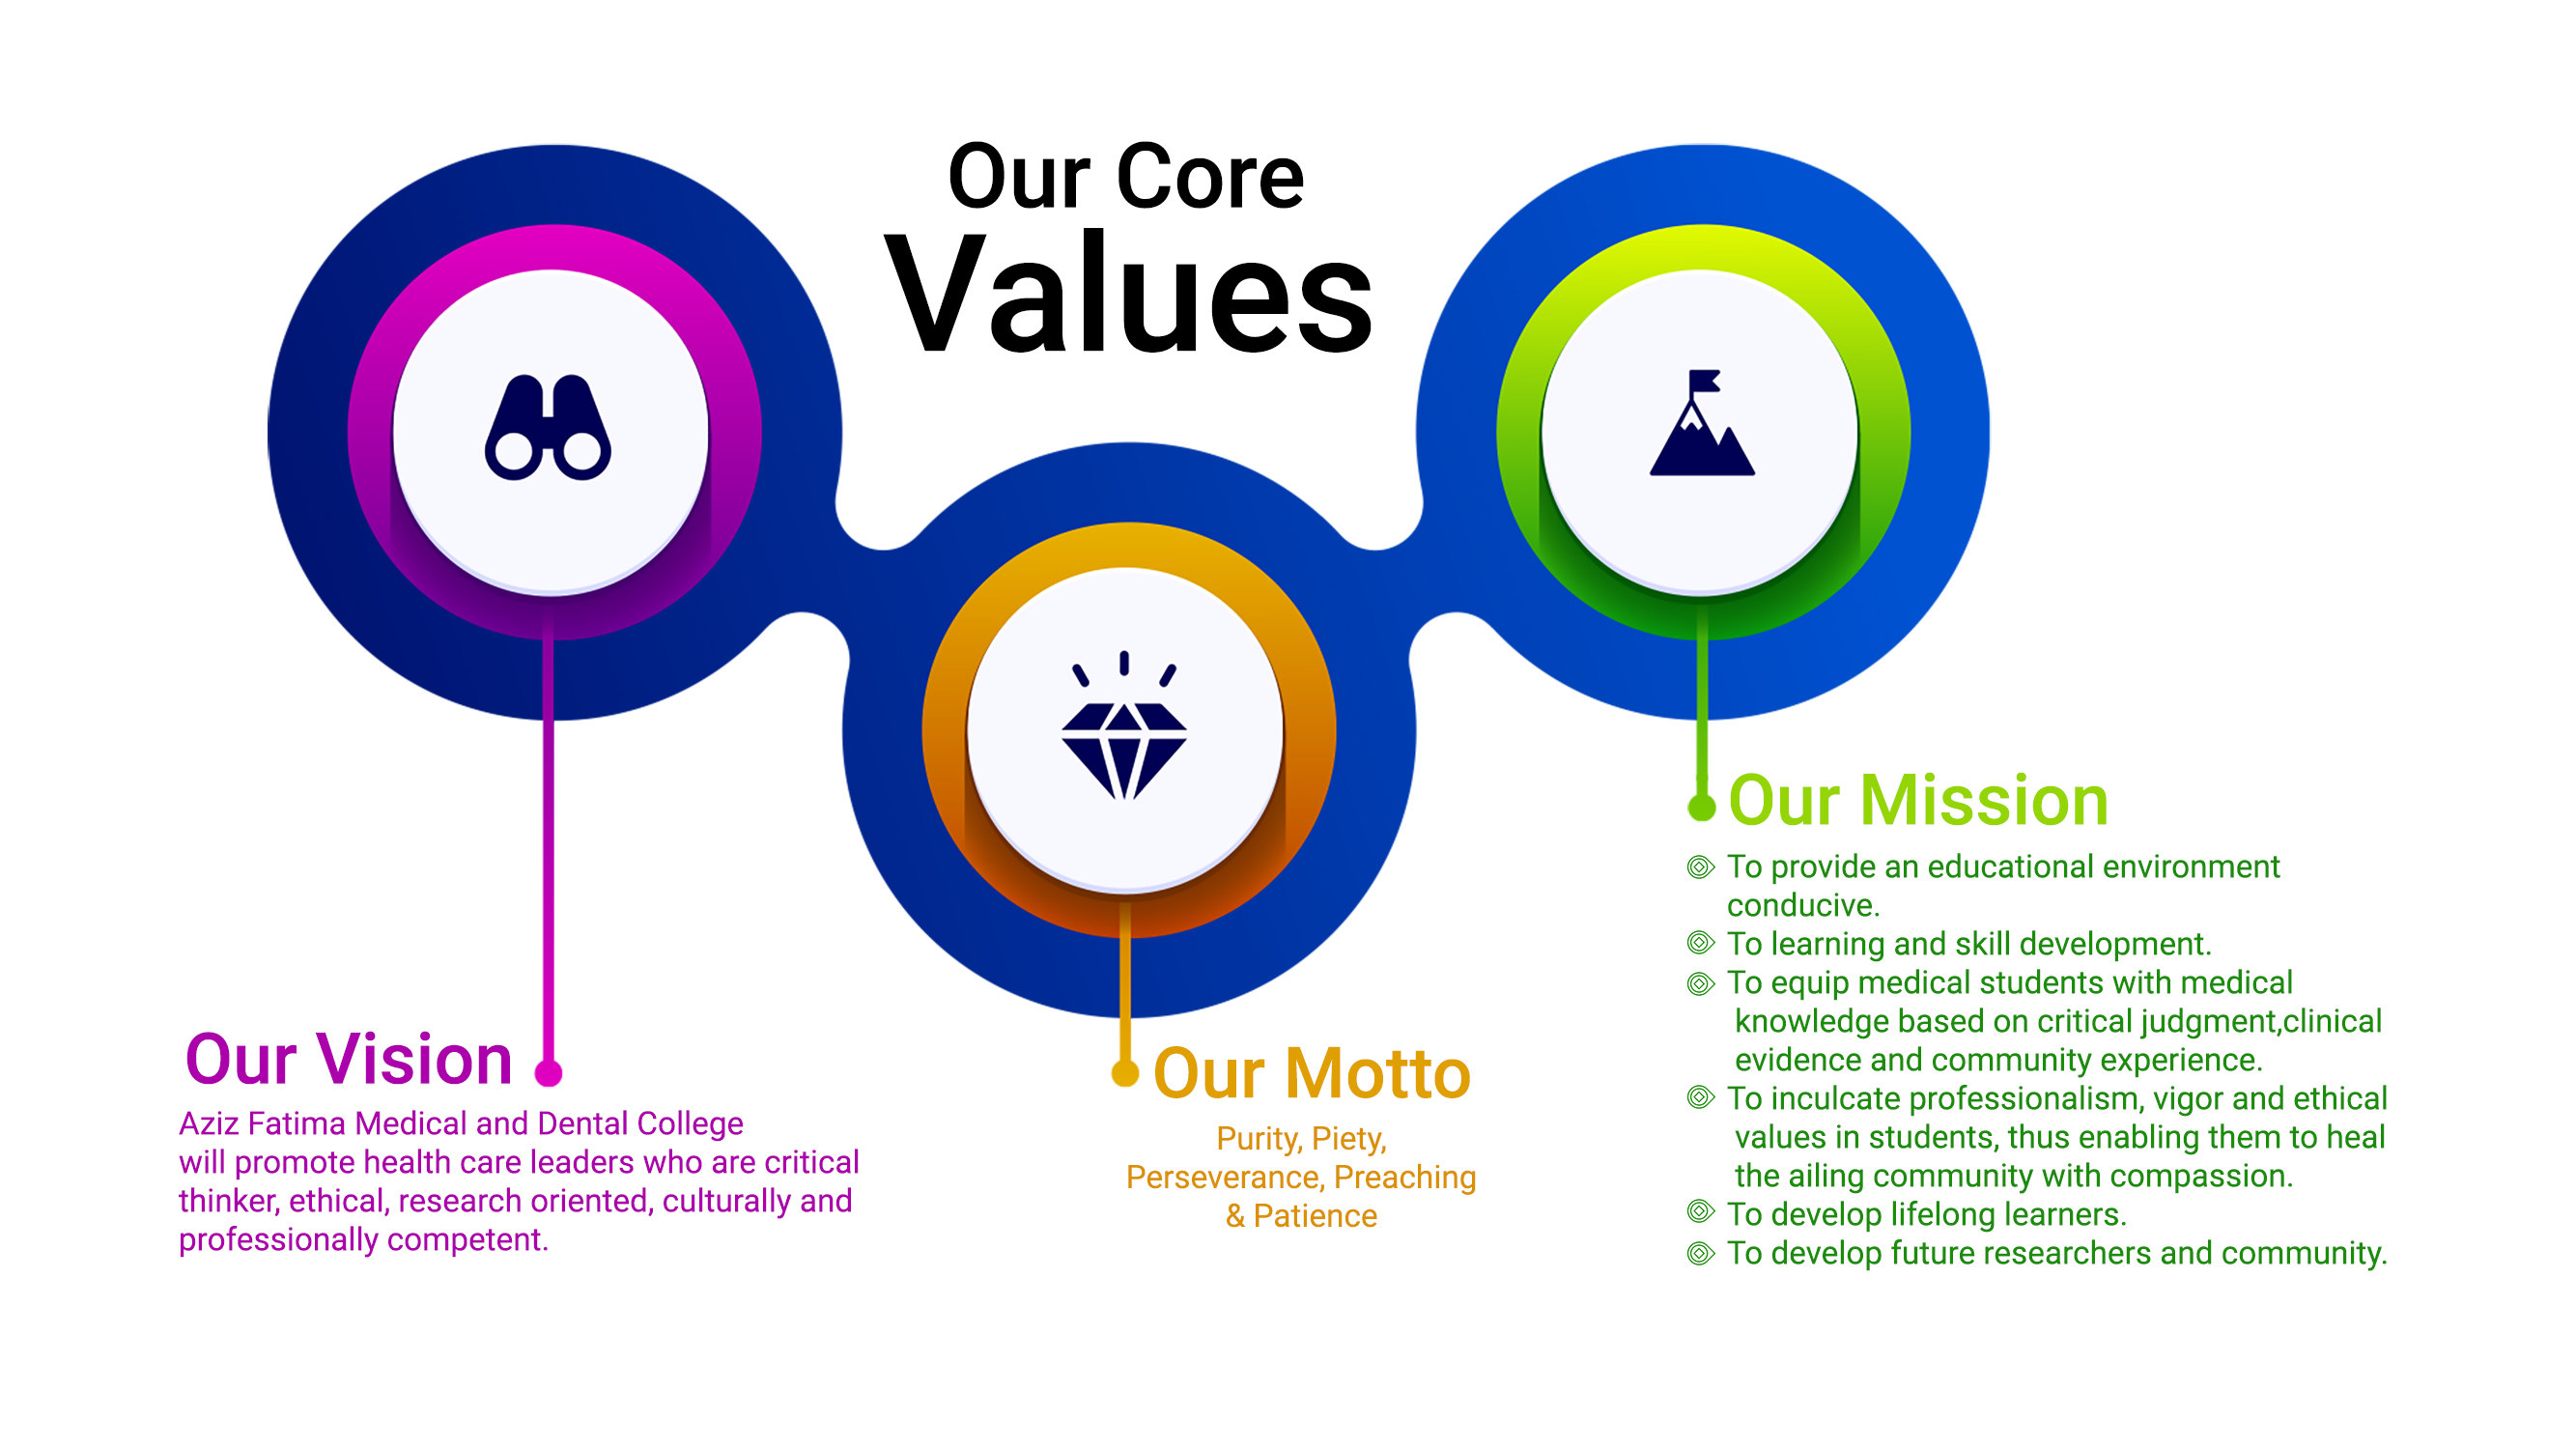 Our Core
Values
Our Vision
Aziz Fatima Medical and Dental College
will promote health care leaders who are critical
thinker, ethical, research oriented, culturally and
professionally competent.
Our Motto
Purity, Piety,
Perseverance, Preaching
& Patience
Our Mission
To provide an educational environment
conducive.
To learning and skill development.
To equip medical students with medical
knowledge based on critical judgment,clinical
evidence and community experience.
To inculcate professionalism, vigor and ethical
values in students, thus enabling them to heal
the ailing community with compassion.
To develop lifelong learners.
To develop future researchers and community.